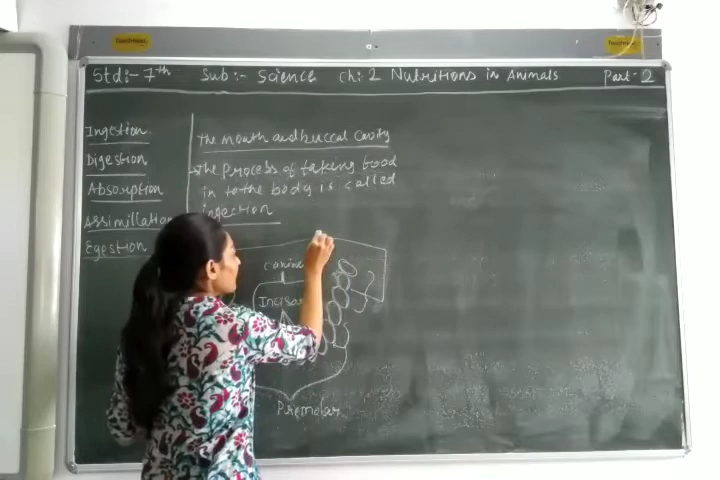 Std:- 7th Sub :- Science Ch: 2 Nutritions in Animals Part - 2
Ingestion.
Digestion
Absorption
Assimillation
Egestion
The mouth and buccal Cavity
→ The Process of taking food
in to the body is called
ingection
Canine
Incisor
Premolar